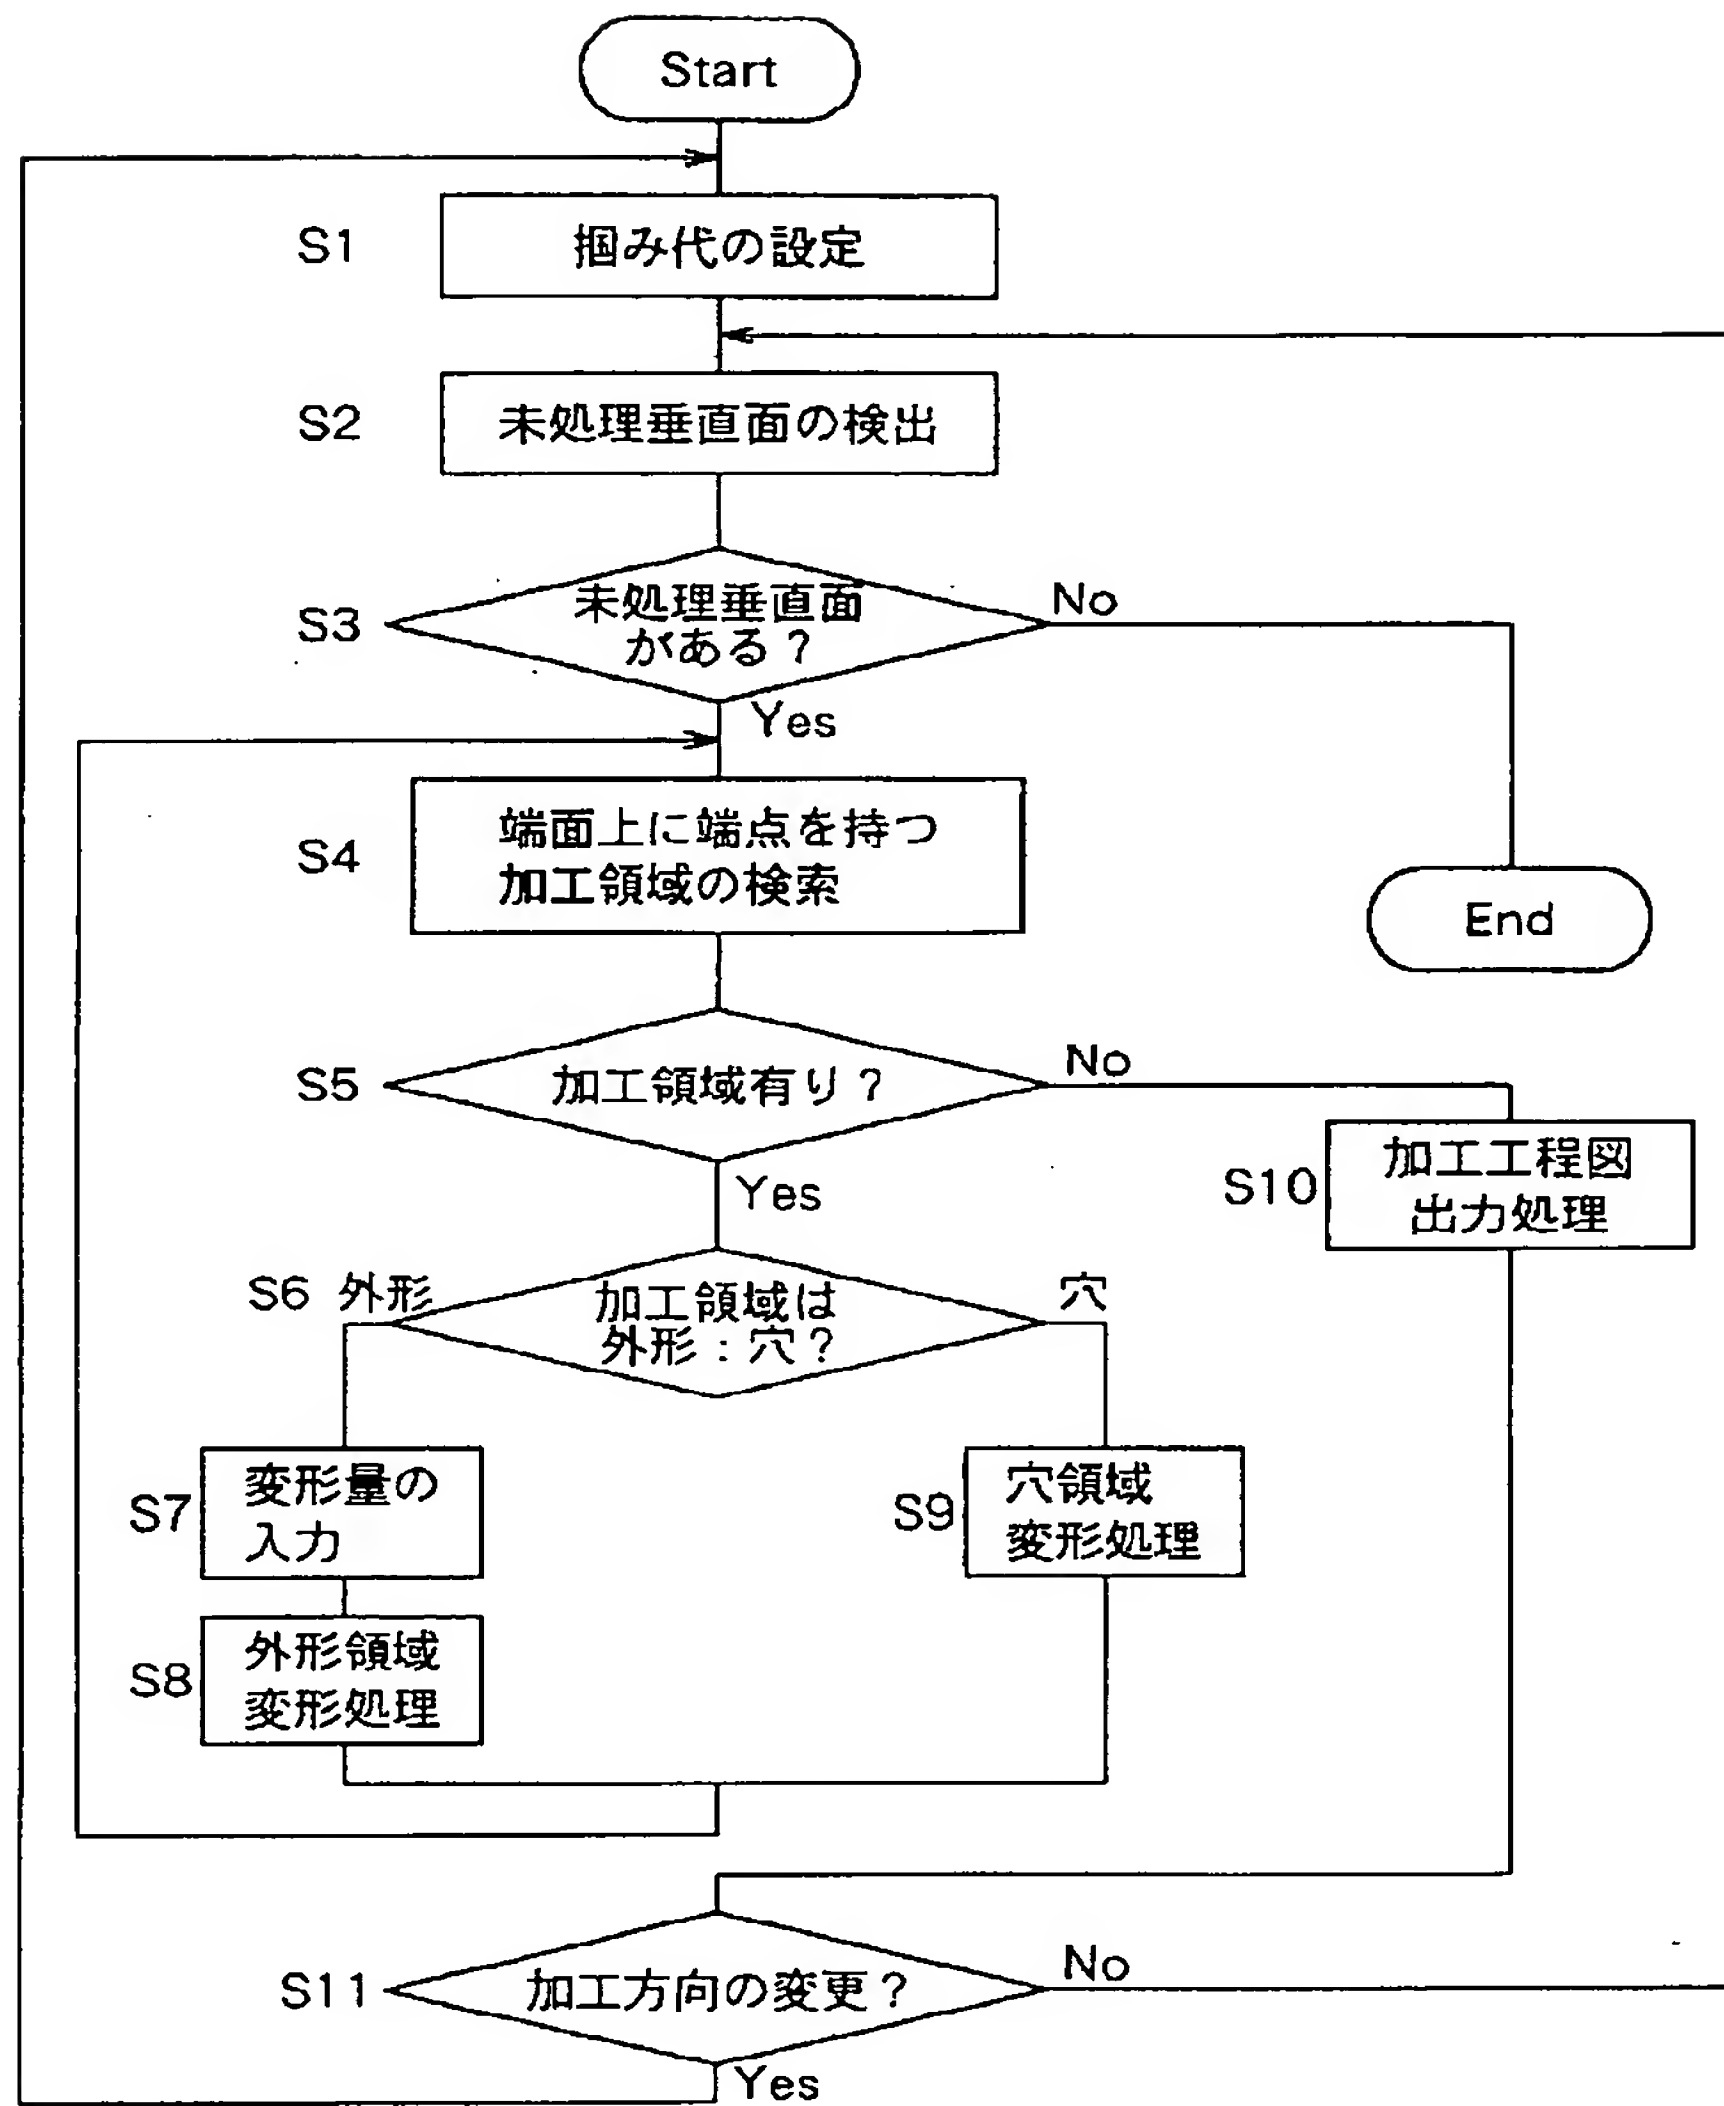 Start
S1
掴み代の設定
S2
未処理垂直面の検出
S3
未処理垂直面
がある？
No
Yes
S4
端面上に端点を持つ
加工領域の検索
End
S5
加工領域有り？
No
Yes
S10
加工工程図
出力処理
S6
外形
加工領域は
外形：穴？
穴
S7
変形量の
入力
S9
穴領域
変形処理
S8
外形領域
変形処理
S11
加工方向の変更？
No
Yes